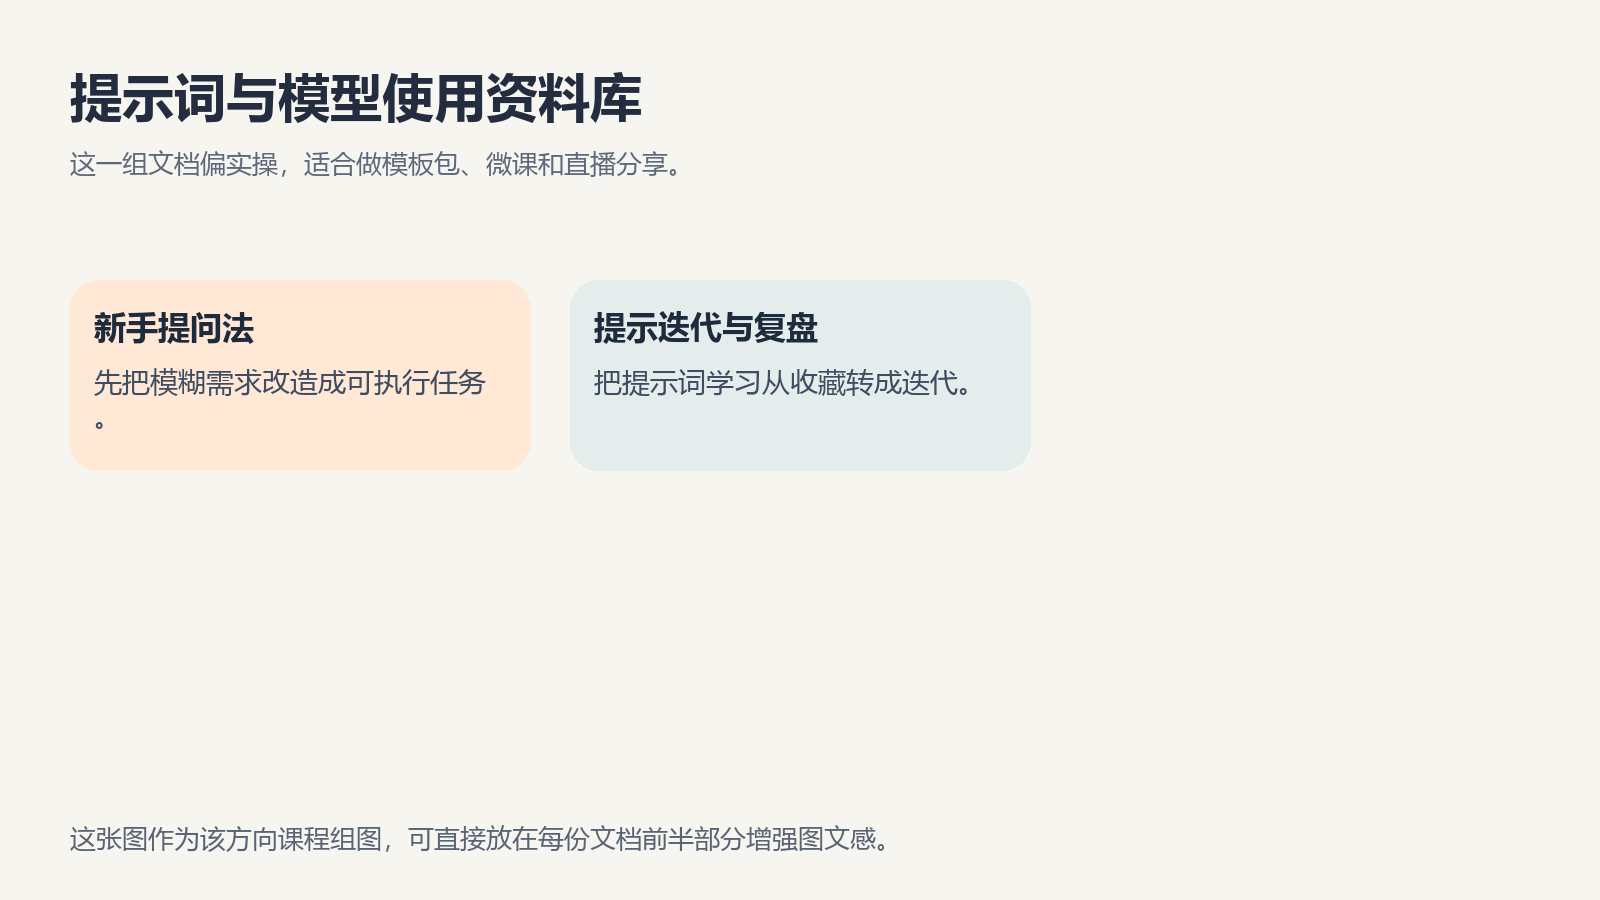 提示词与模型使用资料库
这一组文档偏实操，适合做模板包、微课和直播分享。
新手提问法
先把模糊需求改造成可执行任务
。
提示迭代与复盘
把提示词学习从收藏转成迭代。
这张图作为该方向课程组图，可直接放在每份文档前半部分增强图文感。